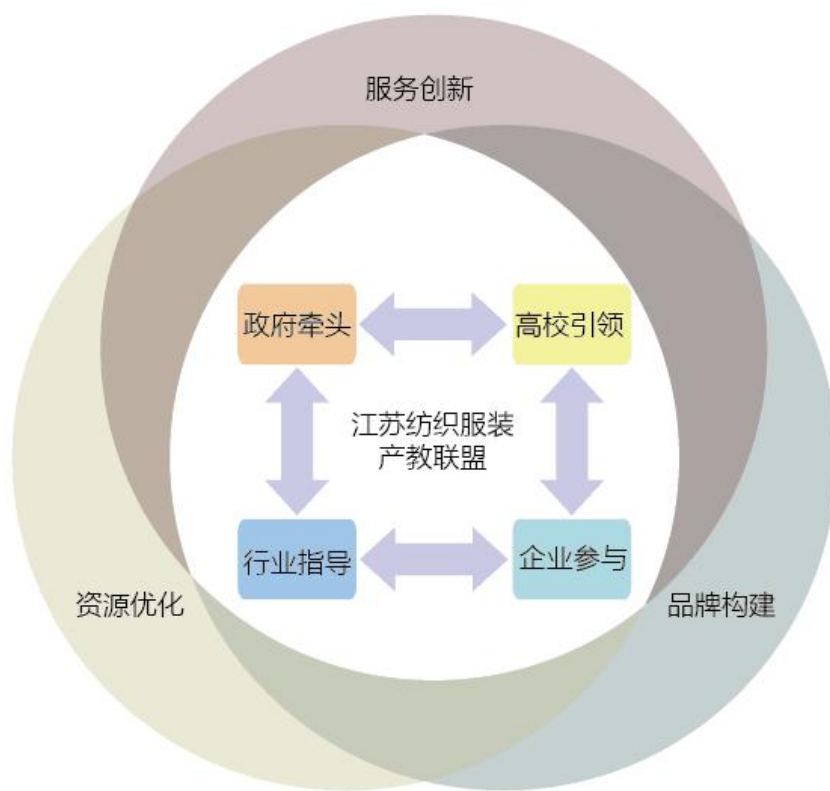 服务创新
政府牵头
高校引领
江苏纺织服装
产教联盟
行业指导
企业参与
资源优化
品牌构建